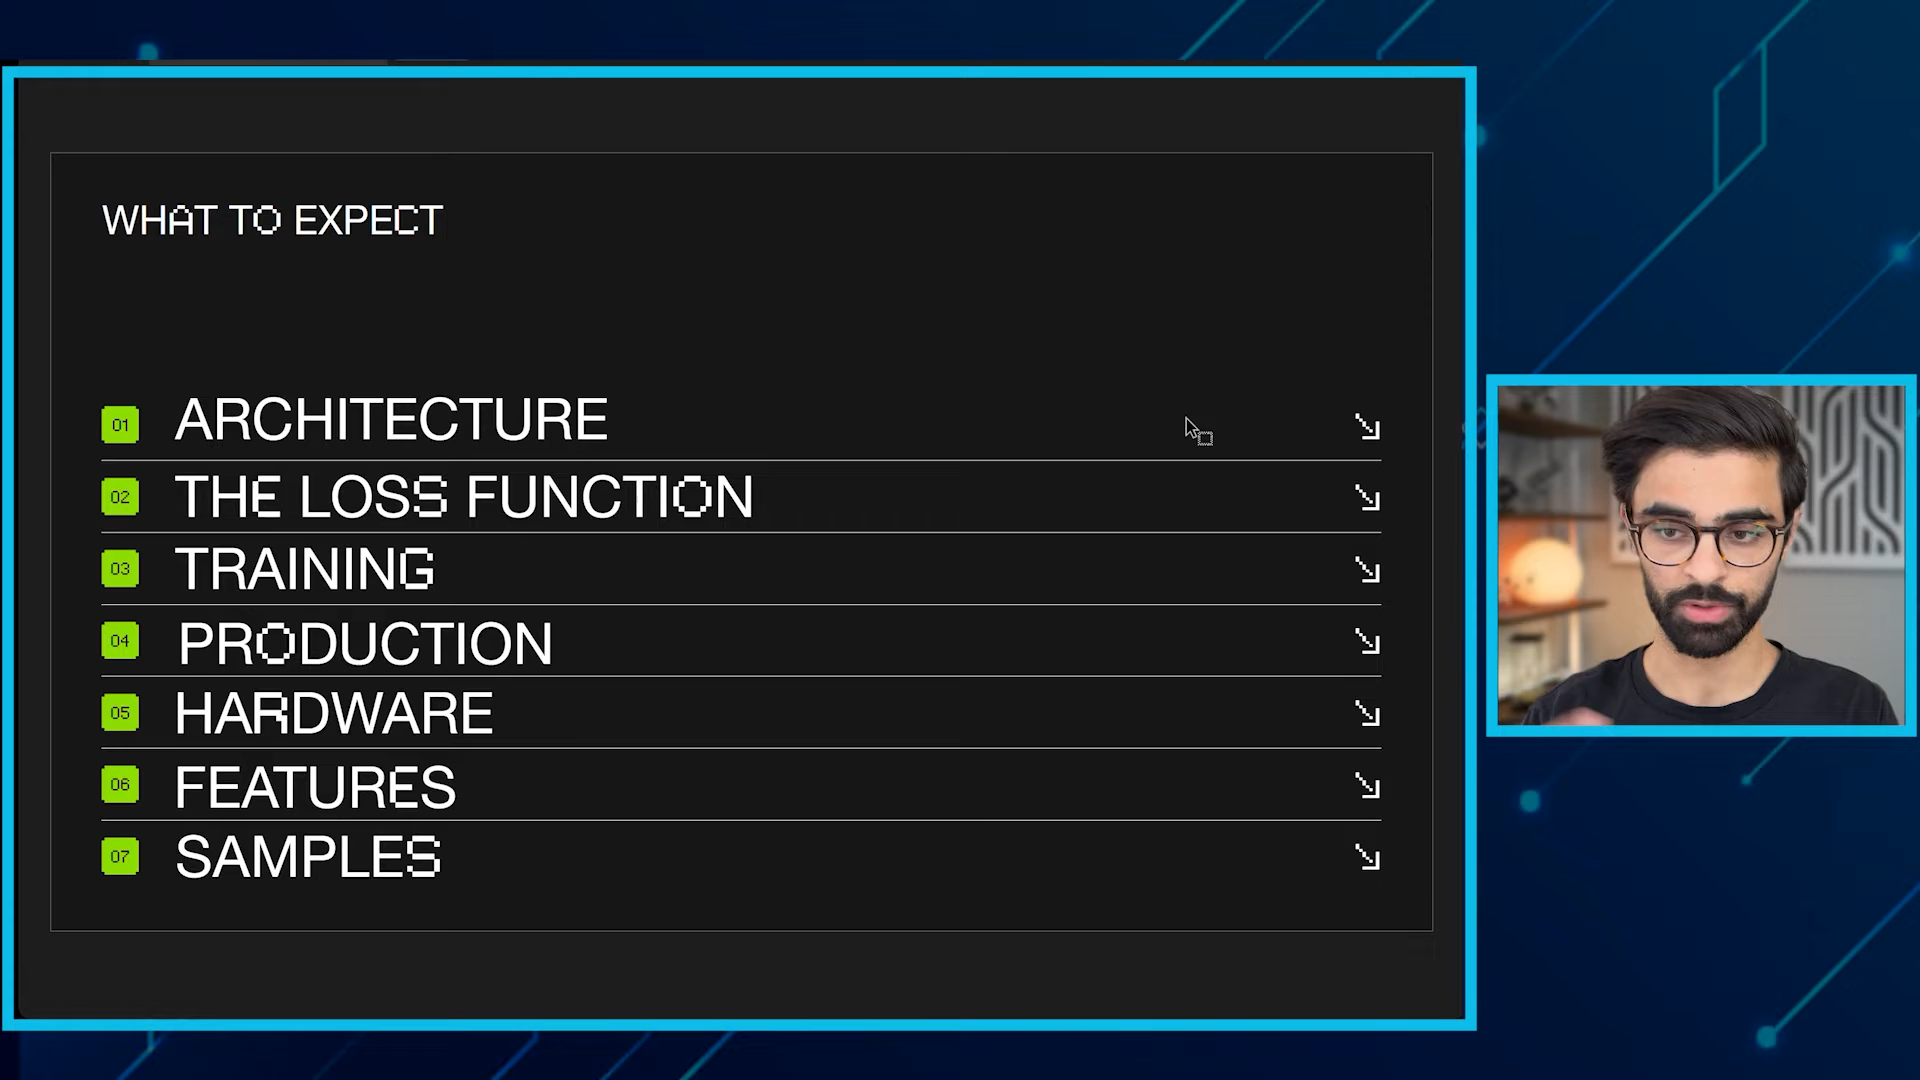 WHAT TO EXPECT
01 ARCHITECTURE
02 THE LOSS FUNCTION
03 TRAINING
04 PRODUCTION
05 HARDWARE
06 FEATURES
07 SAMPLES